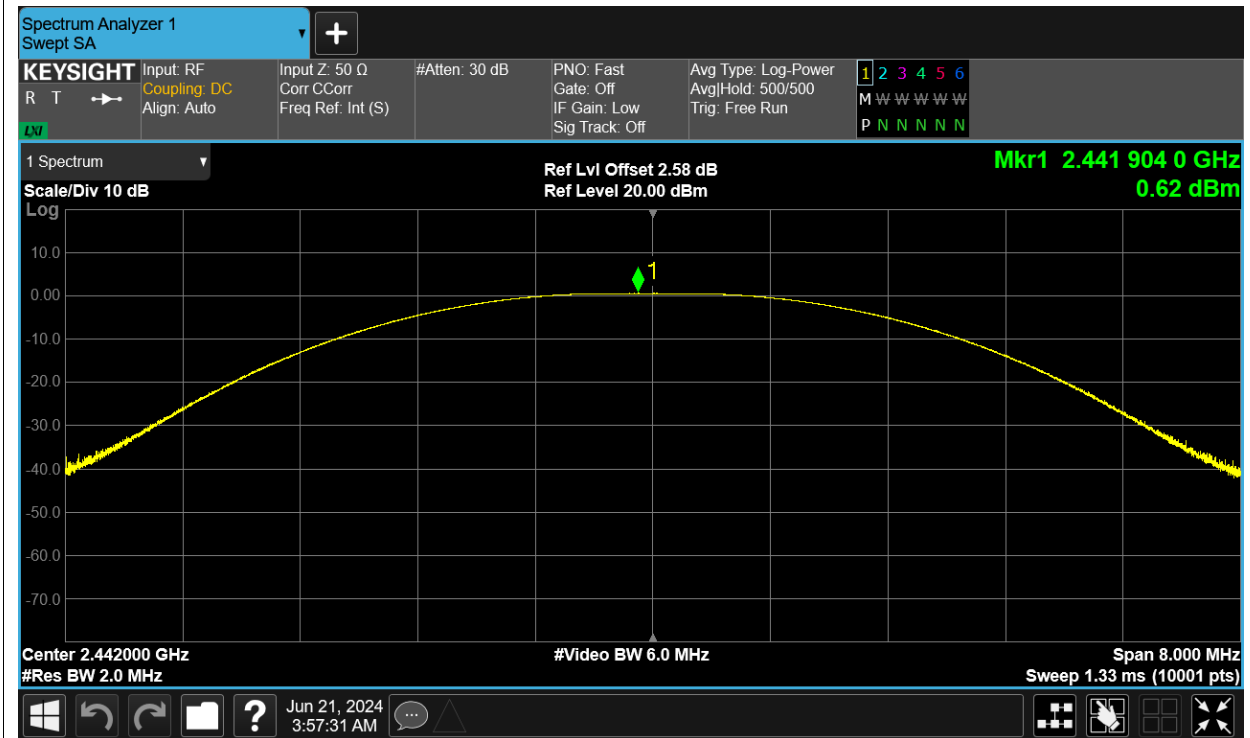 Spectrum Analyzer 1
Swept SA
+
KEYSIGHT
R T
LXI
Input: RF
Coupling: DC
Align: Auto
Input Z: 50 Ω
Corr CCorr
Freq Ref: Int (S)
#Atten: 30 dB
PNO: Fast
Gate: Off
IF Gain: Low
Sig Track: Off
Avg Type: Log-Power
Avg|Hold: 500/500
Trig: Free Run
1 2 3 4 5 6
M W W W W W
P N N N N N
1 Spectrum
Scale/Div 10 dB
Log
Ref Lvl Offset 2.58 dB
Ref Level 20.00 dBm
Mkr1 2.441 904 0 GHz
0.62 dBm
10.0
1
0.00
-10.0
-20.0
-30.0
-40.0
-50.0
-60.0
-70.0
Center 2.442000 GHz
#Res BW 2.0 MHz
#Video BW 6.0 MHz
Span 8.000 MHz
Sweep 1.33 ms (10001 pts)
?
Jun 21, 2024
3:57:31 AM